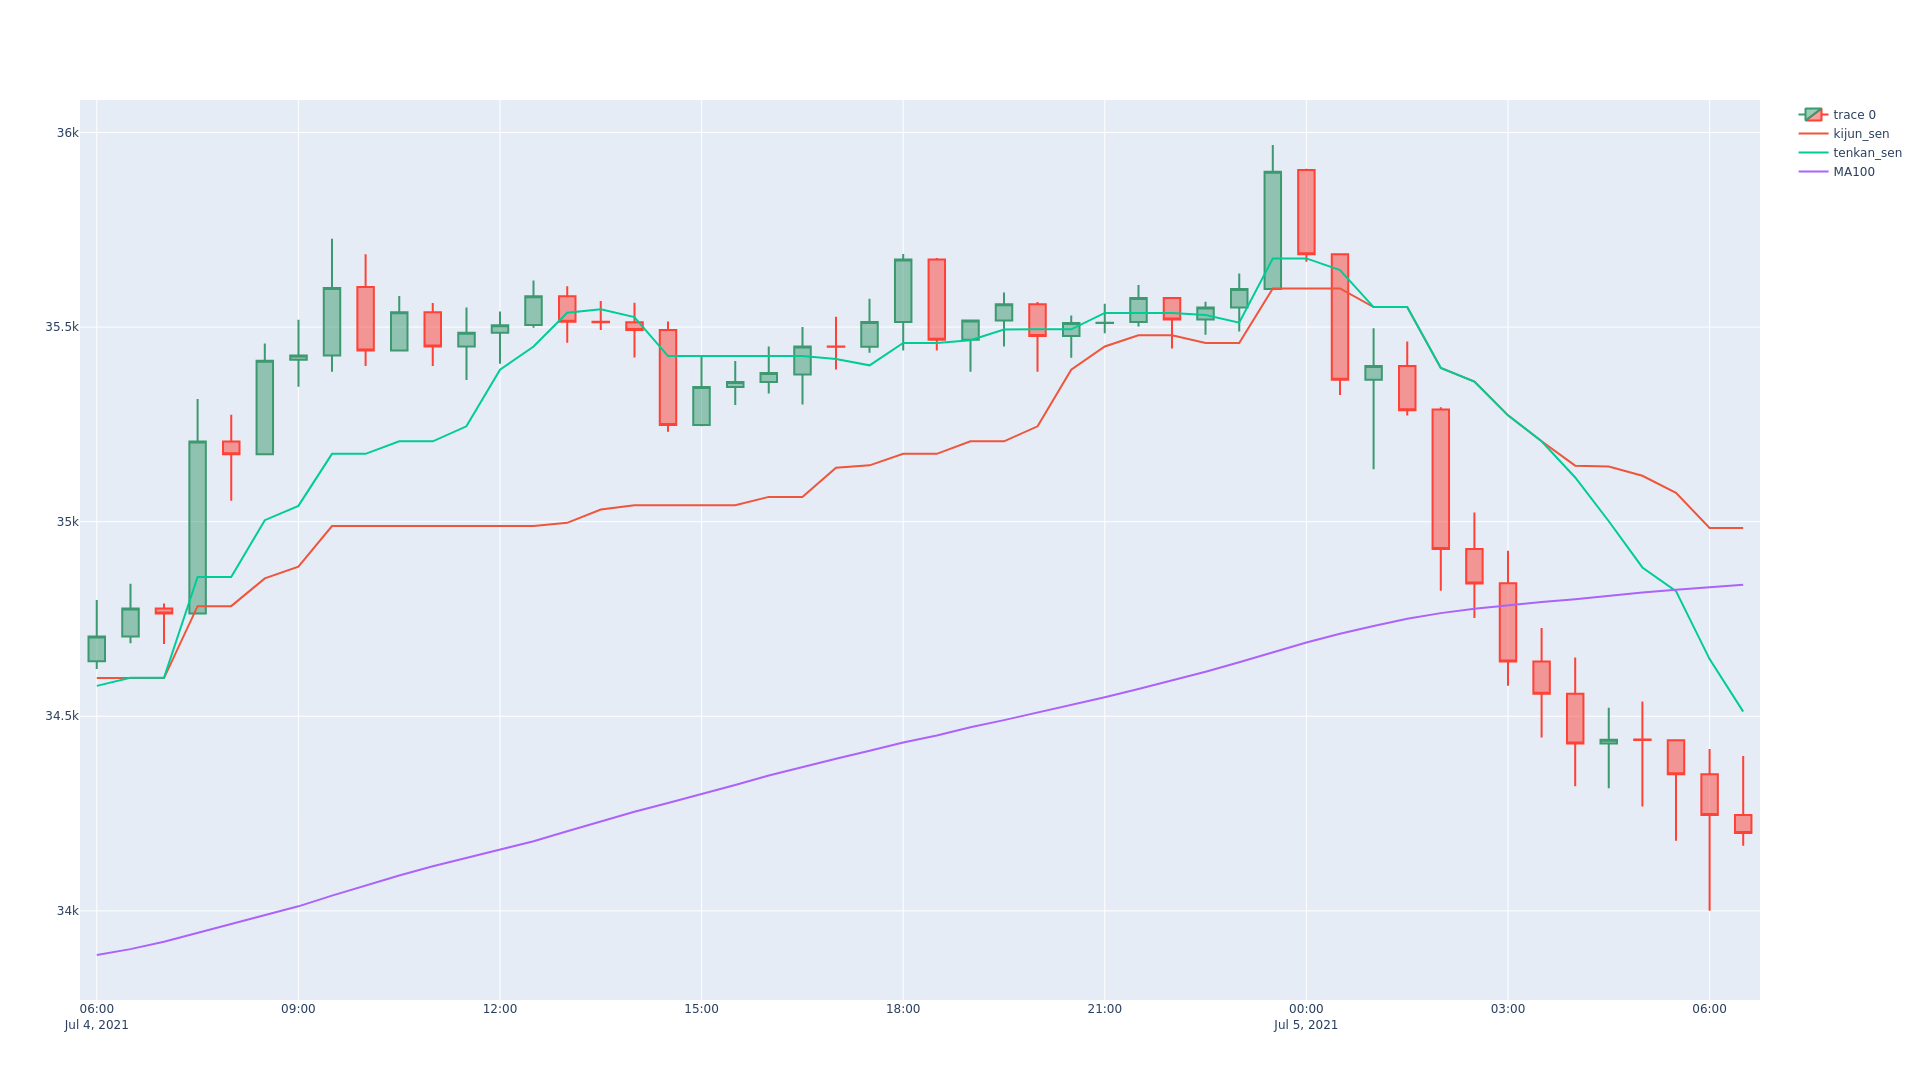 36k
35.5k
35k
34.5k
34k
06:00
Jul 4, 2021
09:00
12:00
15:00
18:00
21:00
00:00
Jul 5, 2021
03:00
06:00
trace 0
kijun_sen
tenkan_sen
MA100